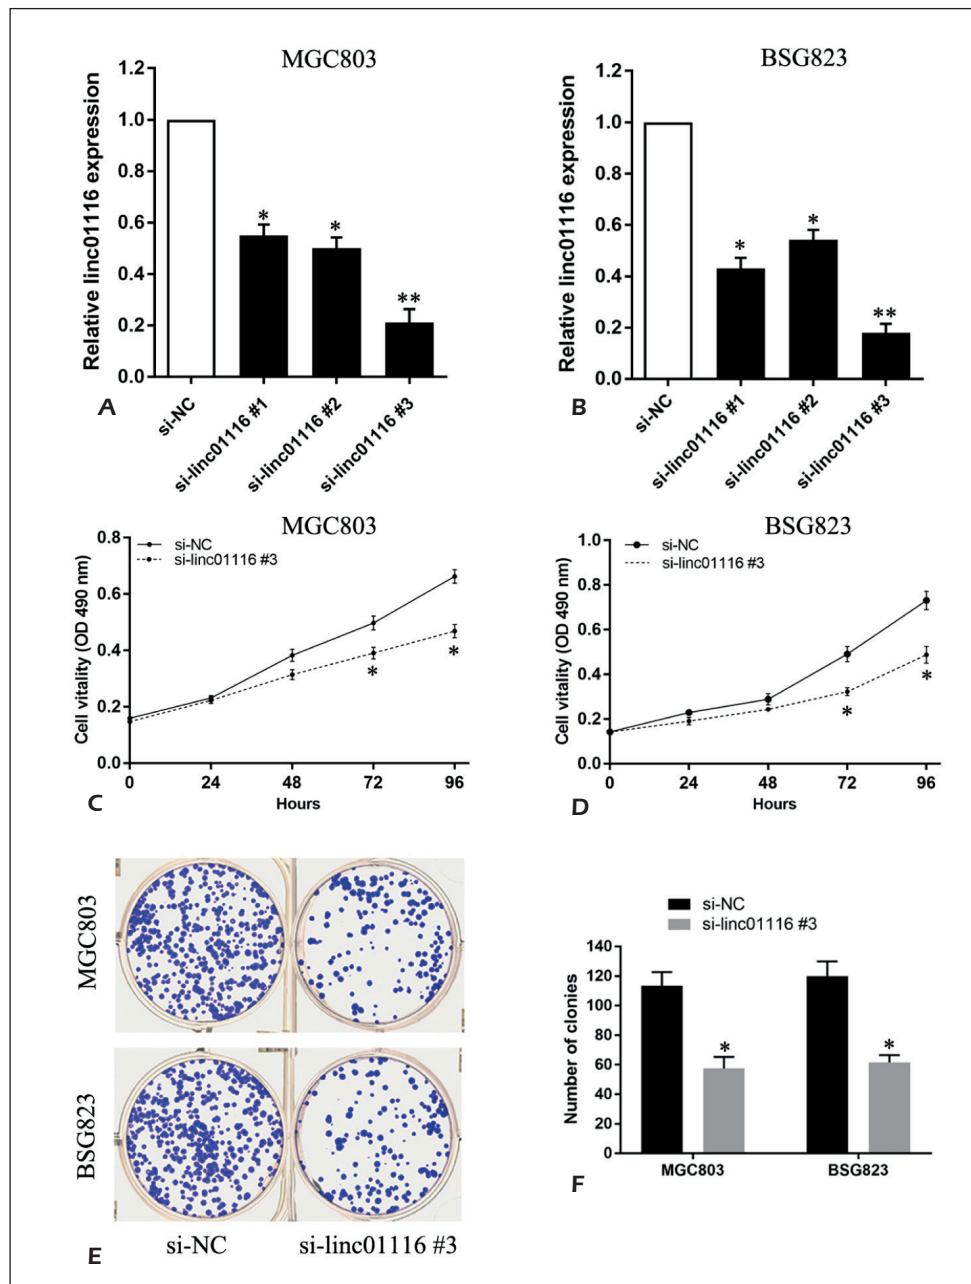 MGC803
Relative linc01116 expression
1.2
1.0
0.8
0.6
0.4
0.2
0.0
*
*
**
si-NC
si-linc01116 #1
si-linc01116 #2
si-linc01116 #3
A
BSG823
Relative linc01116 expression
1.2
1.0
0.8
0.6
0.4
0.2
0.0
*
*
**
si-NC
si-linc01116 #1
si-linc01116 #2
si-linc01116 #3
B
MGC803
si-NC
si-linc01116 #3
Cell vitality (OD 490 nm)
0.8
0.6
0.4
0.2
0.0
*
*
0 24 48 72 96
Hours
C
BSG823
si-NC
si-linc01116 #3
Cell vitality (OD 490 nm)
1.0
0.8
0.6
0.4
0.2
0.0
*
*
0 24 48 72 96
Hours
D
MGC803
BSG823
si-NC si-linc01116 #3
E
si-NC
si-linc01116 #3
Number of clonies
140
120
100
80
60
40
20
0
*
*
MGC803 BSG823
F